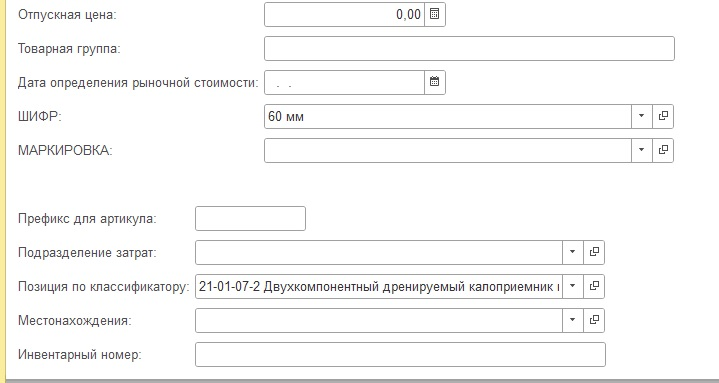 Отпускная цена: 0,00
Товарная группа:
Дата определения рыночной стоимости: . .
ШИФР: 60 мм
МАРКИРОВКА:
Префикс для артикула:
Подразделение затрат:
Позиция по классификатору: 21-01-07-2 Двухкомпонентный дренируемый калоприемник
Местонахождения:
Инвентарный номер: